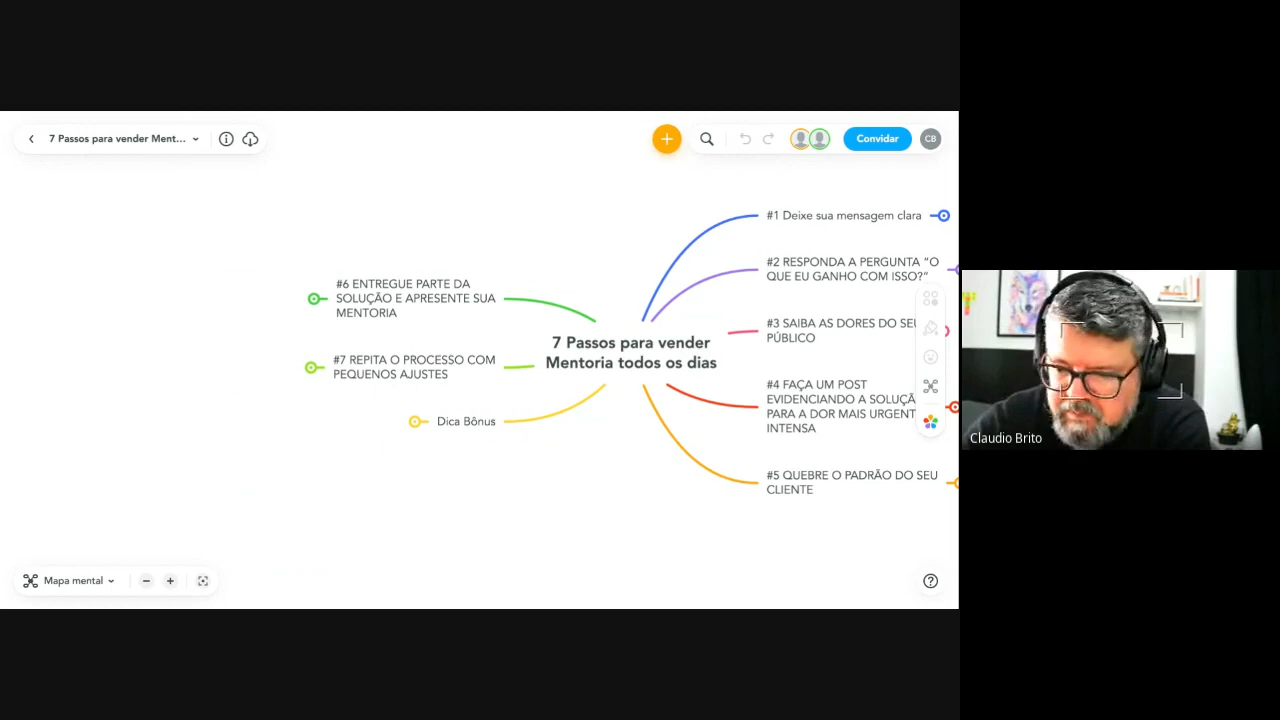 7 Passos para vender Ment...
Convidar
CB
#1 Deixe sua mensagem clara
#2 RESPONDA A PERGUNTA “O
QUE EU GANHO COM ISSO?”
#3 SAIBA AS DORES DO SEU
PÚBLICO
#4 FAÇA UM POST
EVIDENCIANDO A SOLUÇÃ
PARA A DOR MAIS URGENT
INTENSA
#5 QUEBRE O PADRÃO DO SEU
CLIENTE
#6 ENTREGUE PARTE DA
SOLUÇÃO E APRESENTE SUA
MENTORIA
#7 REPITA O PROCESSO COM
PEQUENOS AJUSTES
Dica Bônus
7 Passos para vender
Mentoria todos os dias
Mapa mental
Claudio Brito